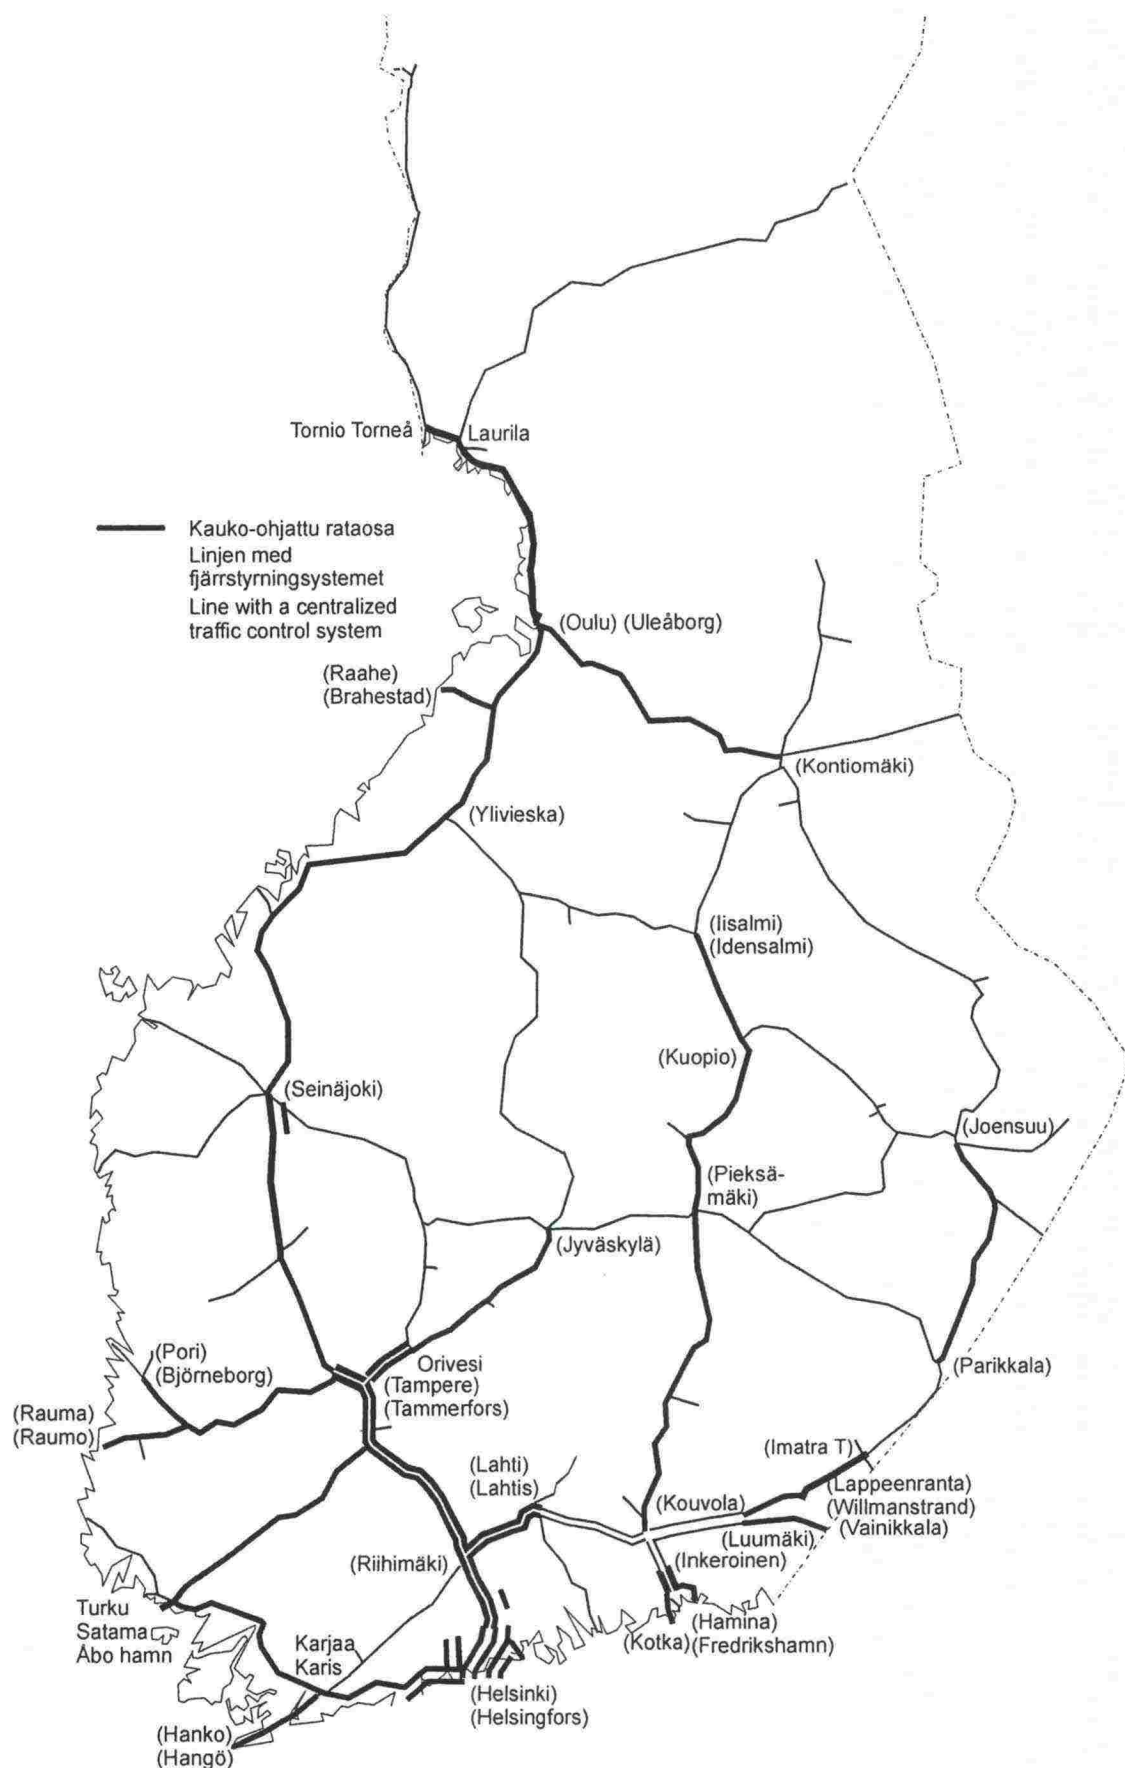 Tornio Torneå
Laurila
Kauko-ohjattu rataosa
Linjen med
fjärrstyrningsystemet
Line with a centralized
traffic control system
(Oulu) (Uleåborg)
(Raahe)
(Brahestad)
(Kontiomäki)
(Ylivieska)
(Iisalmi)
(Idensalmi)
(Kuopio)
(Seinäjoki)
(Joensuu)
(Pieksä-
mäki)
(Jyväskylä)
(Pori)
(Björneborg)
Orivesi
(Tampere)
(Tammerfors)
(Parikkala)
(Rauma)
(Raumo)
(Imatra T)
(Lahti)
(Lahtis)
(Lappeenranta)
(Willmanstrand)
(Kouvola)
(Vainikkala)
(Luumäki)
(Inkeroinen)
(Riihimäki)
Turku
Satama
Åbo hamn
(Hamina)
(Kotka)
(Fredrikshamn)
Karjaa
Karis
(Helsinki)
(Helsingfors)
(Hanko)
(Hangö)